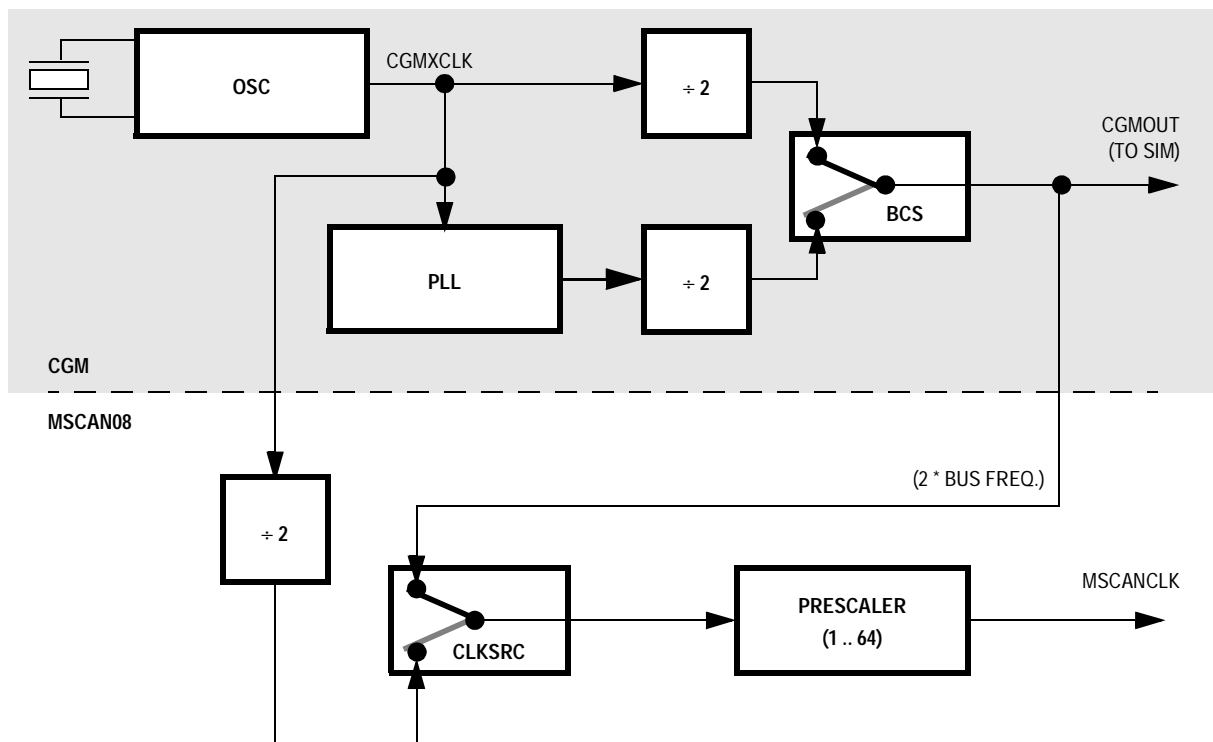 CGMXCLK
OSC
÷ 2
CGMOUT
(TO SIM)
BCS
PLL
÷ 2
CGM
MSCAN08
(2 * BUS FREQ.)
÷ 2
MSCANCLK
PRESCALER
(1 .. 64)
CLKSRC